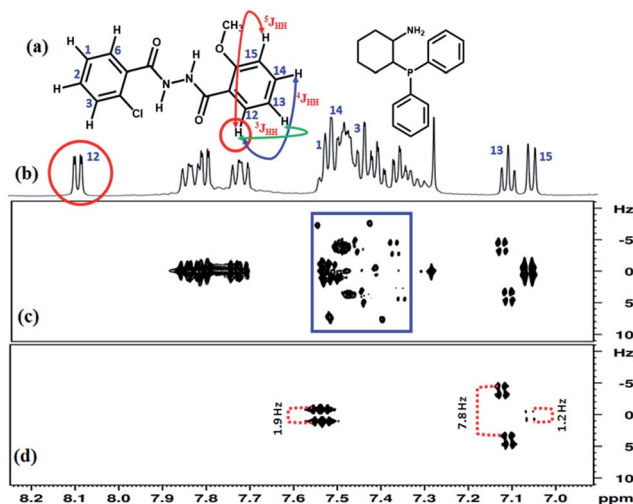 (a)
CH₃
⁵J_HH
H
NH₂
1
6
O
H
H
O
15
H
H
14
H
2
N
N
⁴J_HH
P
H
3
Cl
O
13
H
12
³J_HH
H
H
(b)
12
1
14
3
13
15
Hz
-5
0
5
10
(c)
Hz
-5
0
5
10
(d)
1.9 Hz
7.8 Hz
1.2 Hz
8.2 8.1 8.0 7.9 7.8 7.7 7.6 7.5 7.4 7.3 7.2 7.1 7.0 ppm